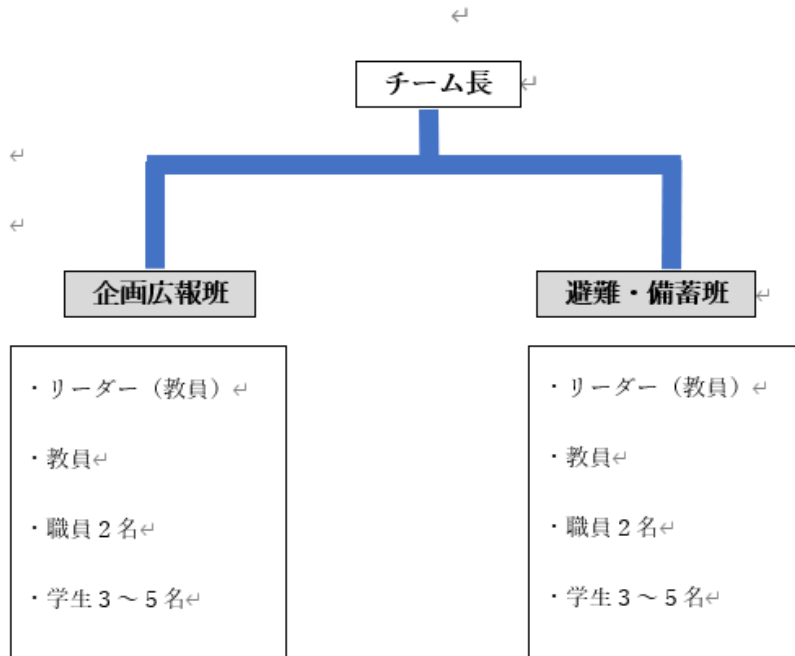 チーム長
企画広報班
避難・備蓄班
・リーダー（教員）
・教員
・職員2名
・学生3～5名
・リーダー（教員）
・教員
・職員2名
・学生3～5名